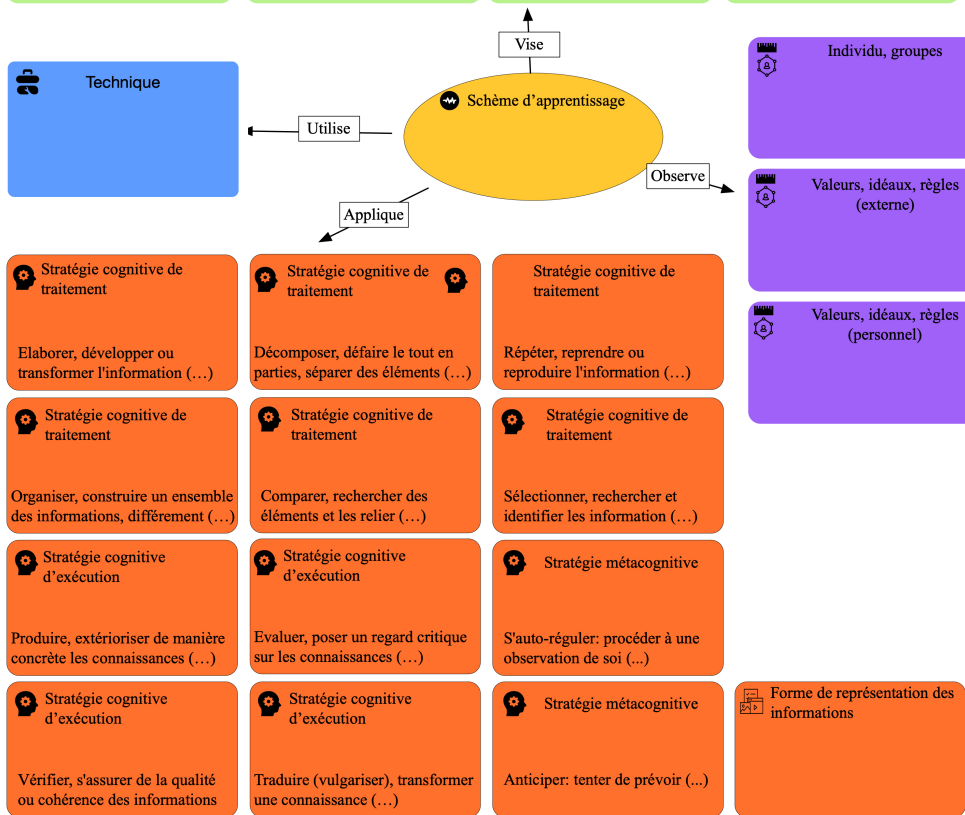 Vise
Individu, groupes
Technique
Schème d'apprentissage
Utilise
Observe
Valeurs, idéaux, règles
(externe)
Applique
Stratégie cognitive de
traitement
Elaborer, développer ou
transformer l'information (…)
Stratégie cognitive de
traitement
Décomposer, défaire le tout en
parties, séparer des éléments (…)
Stratégie cognitive de
traitement
Répéter, reprendre ou
reproduire l'information (…)
Valeurs, idéaux, règles
(personnel)
Stratégie cognitive de
traitement
Organiser, construire un ensemble
des informations, différement (…)
Stratégie cognitive de
traitement
Comparer, rechercher des
éléments et les relier (…)
Stratégie cognitive de
traitement
Sélectionner, rechercher et
identifier les information (…)
Stratégie cognitive
d'exécution
Produire, extérioriser de manière
concrète les connaissances (…)
Stratégie cognitive
d'exécution
Evaluer, poser un regard critique
sur les connaissances (…)
Stratégie métacognitive
S'auto-réguler: procéder à une
observation de soi (...)
Stratégie cognitive
d'exécution
Vérifier, s'assurer de la qualité
ou cohérence des informations
Stratégie cognitive
d'exécution
Traduire (vulgariser), transformer
une connaissance (…)
Stratégie métacognitive
Anticiper: tenter de prévoir (...)
Forme de représentation des
informations